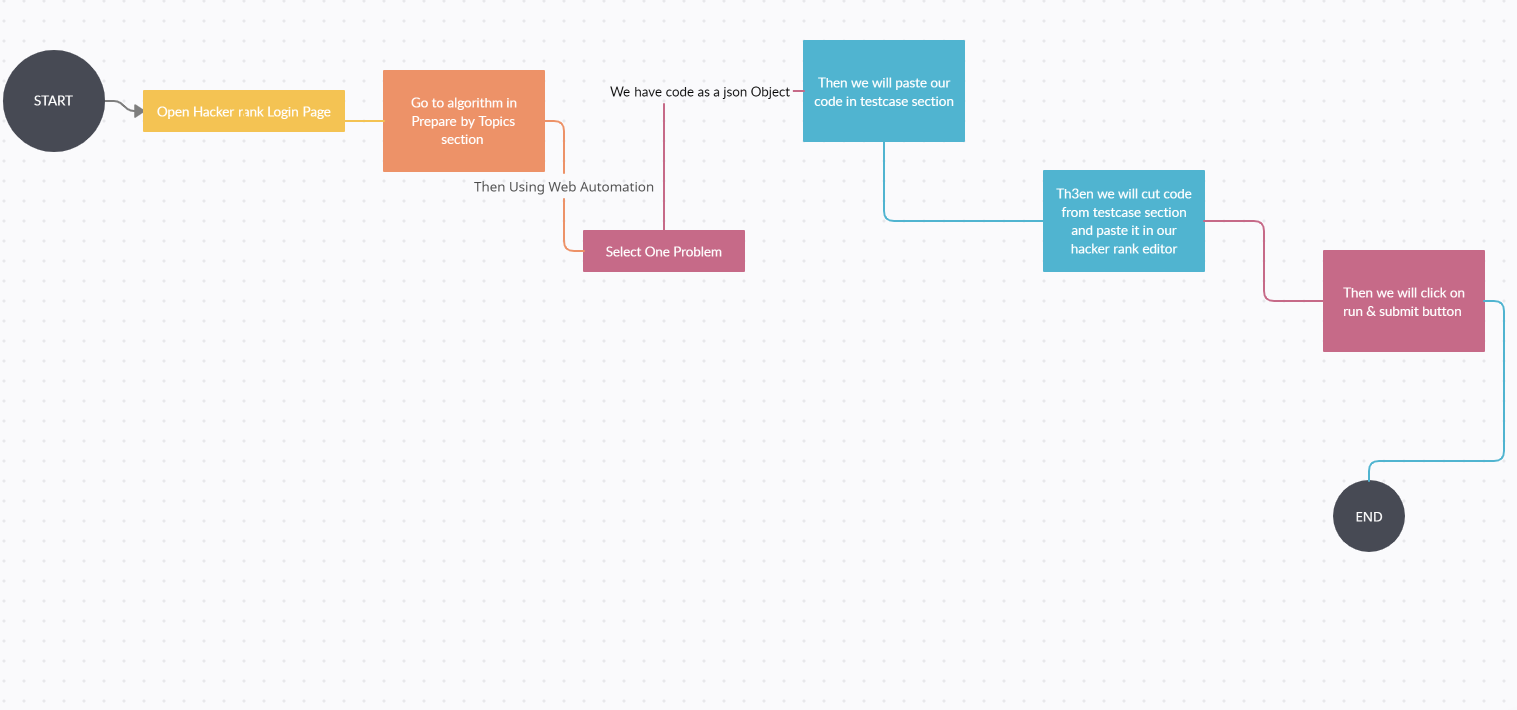 START
Open Hacker rank Login Page
Go to algorithm in
Prepare by Topics
section
Then Using Web Automation
Select One Problem
We have code as a json Object
Then we will paste our
code in testcase section
Th3en we will cut code
from testcase section
and paste it in our
hacker rank editor
Then we will click on
run & submit button
END